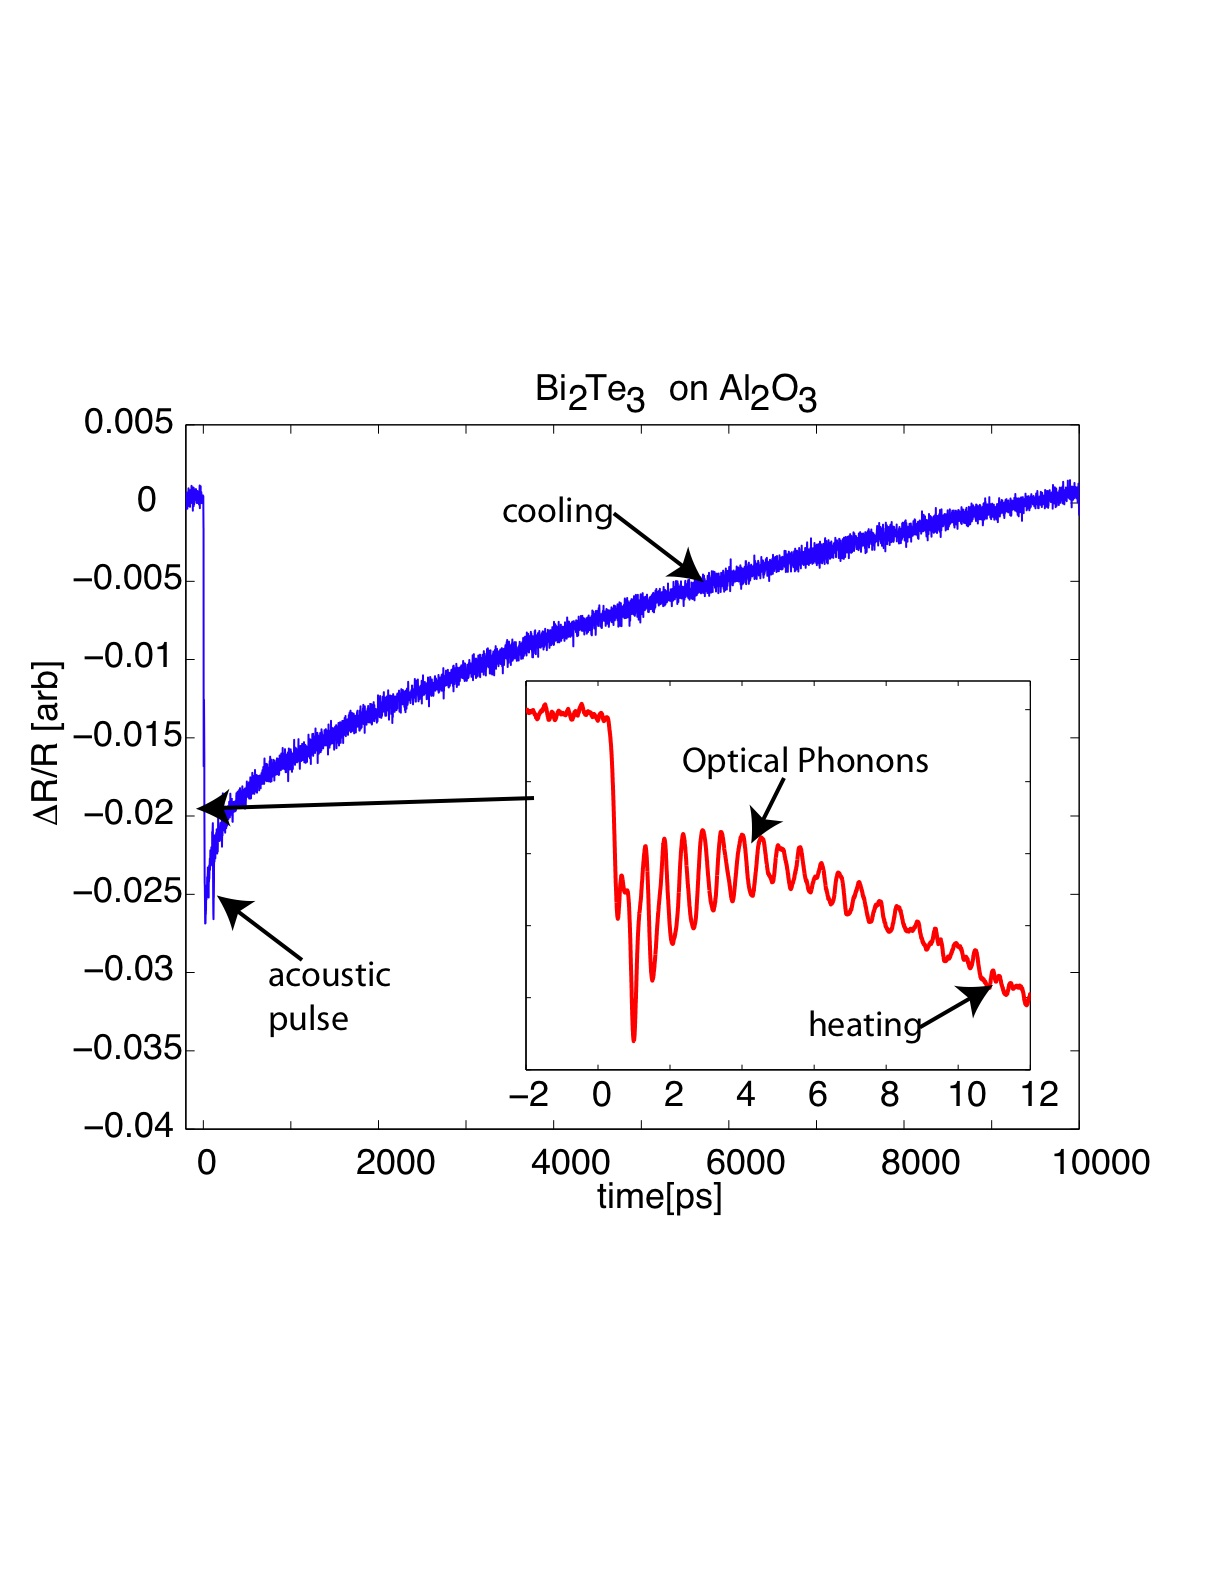 Bi2Te3 on Al2O3
0.005
0
−0.005
−0.01
−0.015
−0.02
−0.025
−0.03
−0.035
−0.04
ΔR/R [arb]
cooling
Optical Phonons
acoustic
pulse
heating
−2 0 2 4 6 8 10 12
0 2000 4000 6000 8000 10000
time[ps]